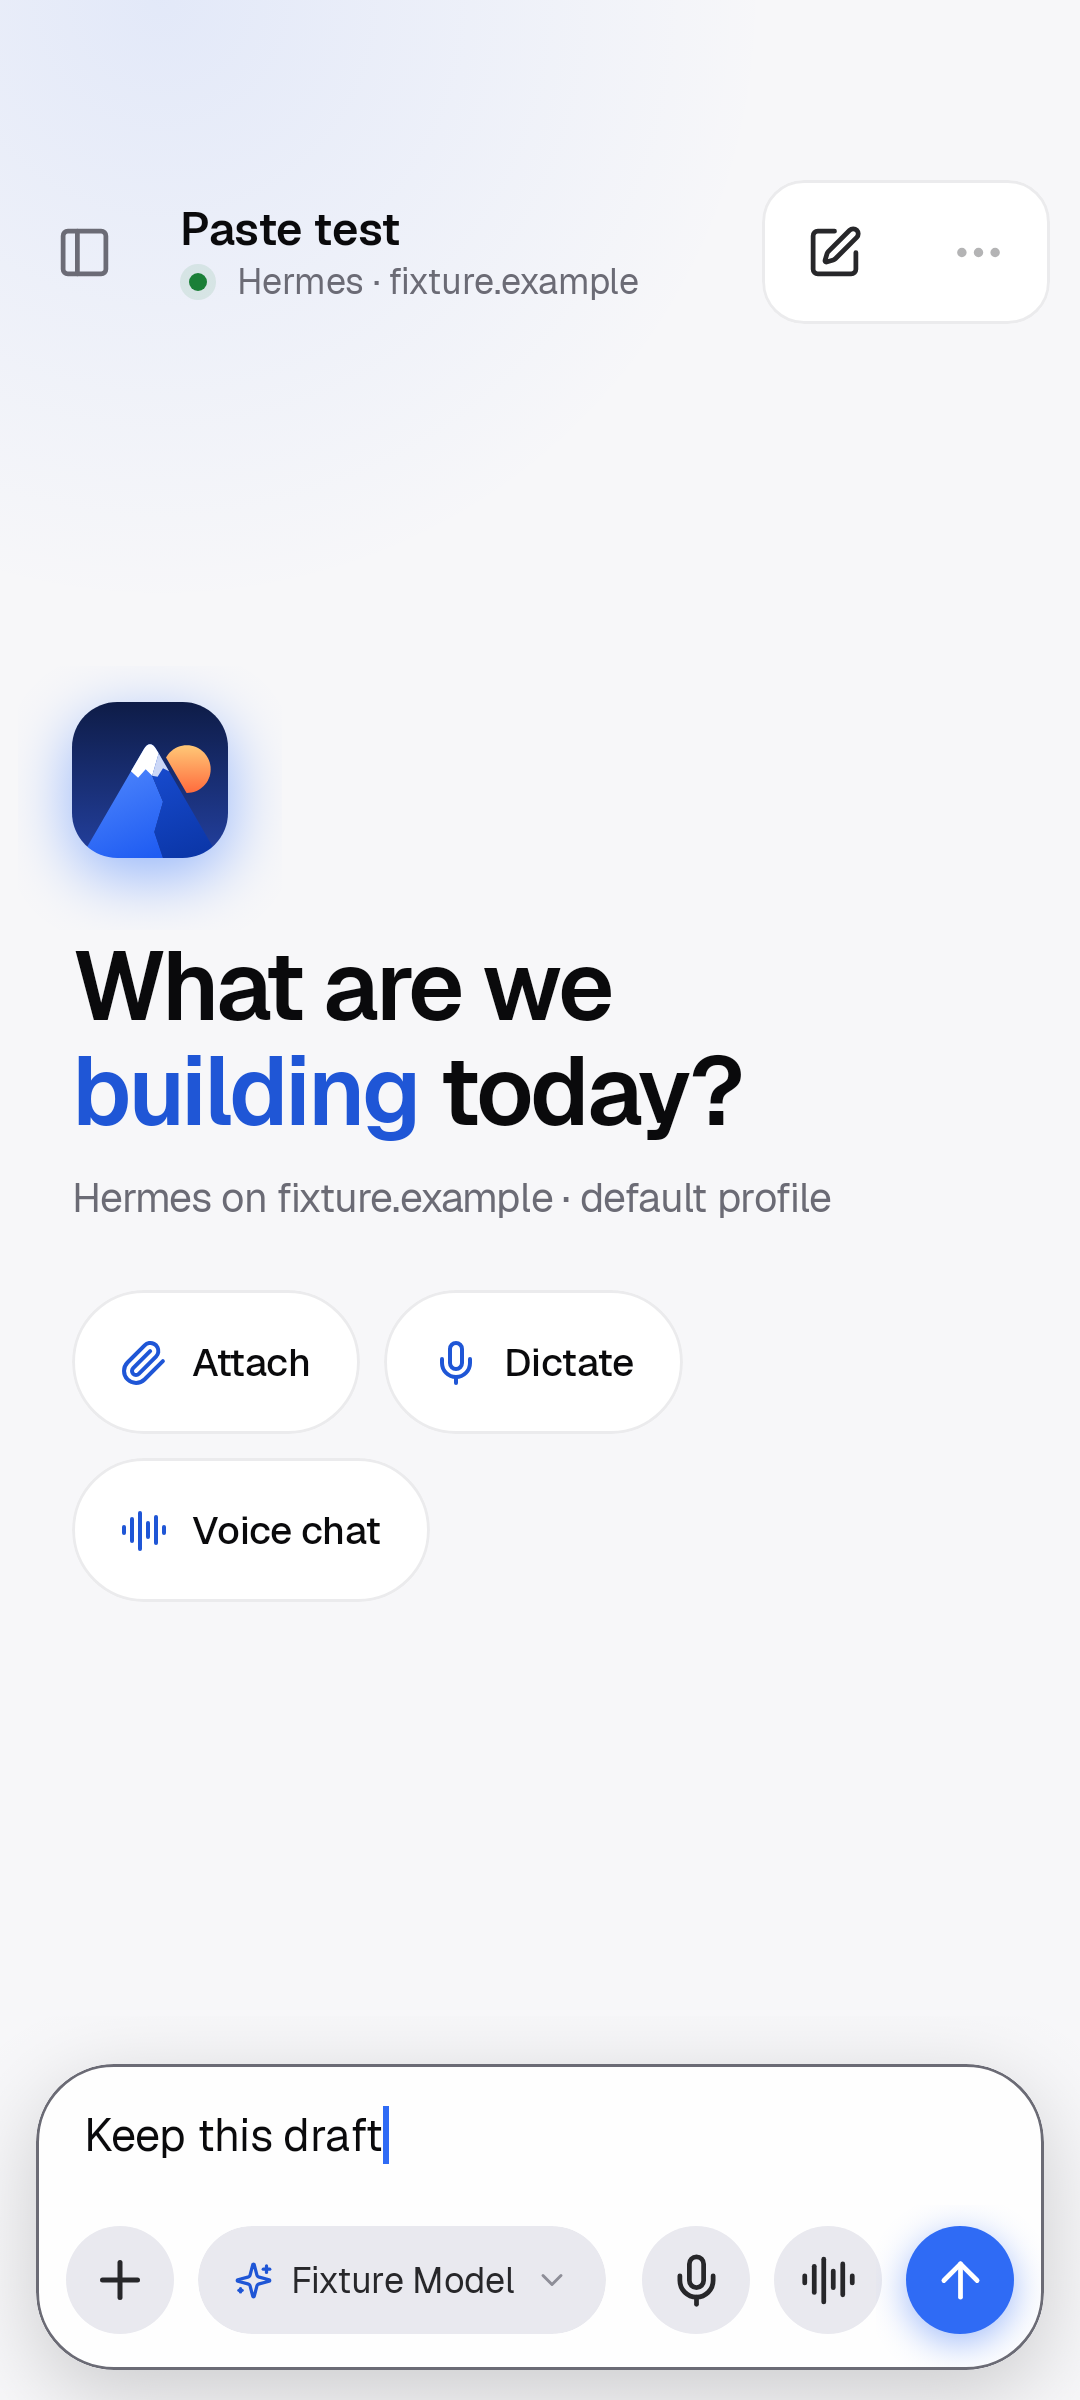 Paste test
Hermes · fixture.example
What are we
building today?
Hermes on fixture.example · default profile
Attach
Dictate
Voice chat
Keep this draft
Fixture Model